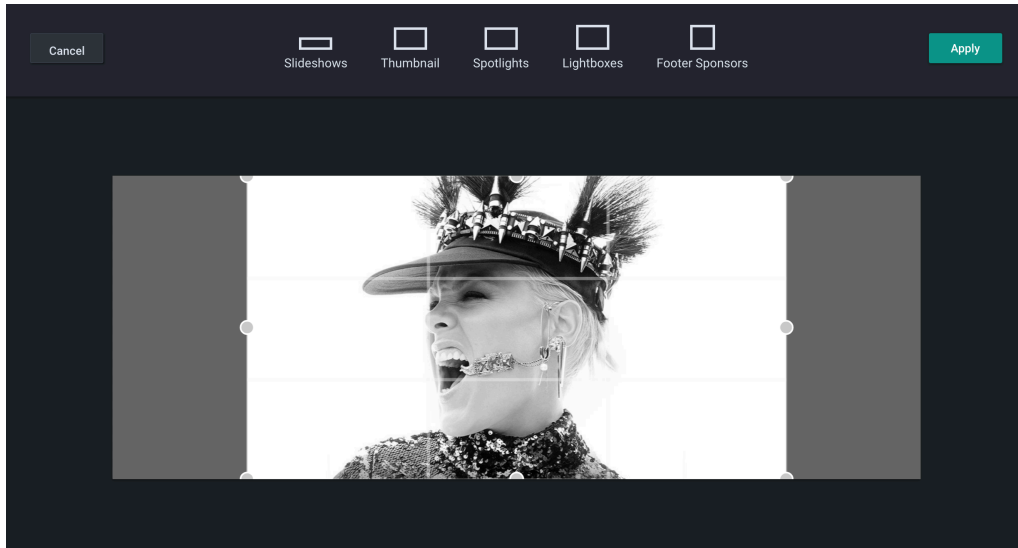 Cancel
Slideshows
Thumbnail
Spotlights
Lightboxes
Footer Sponsors
Apply